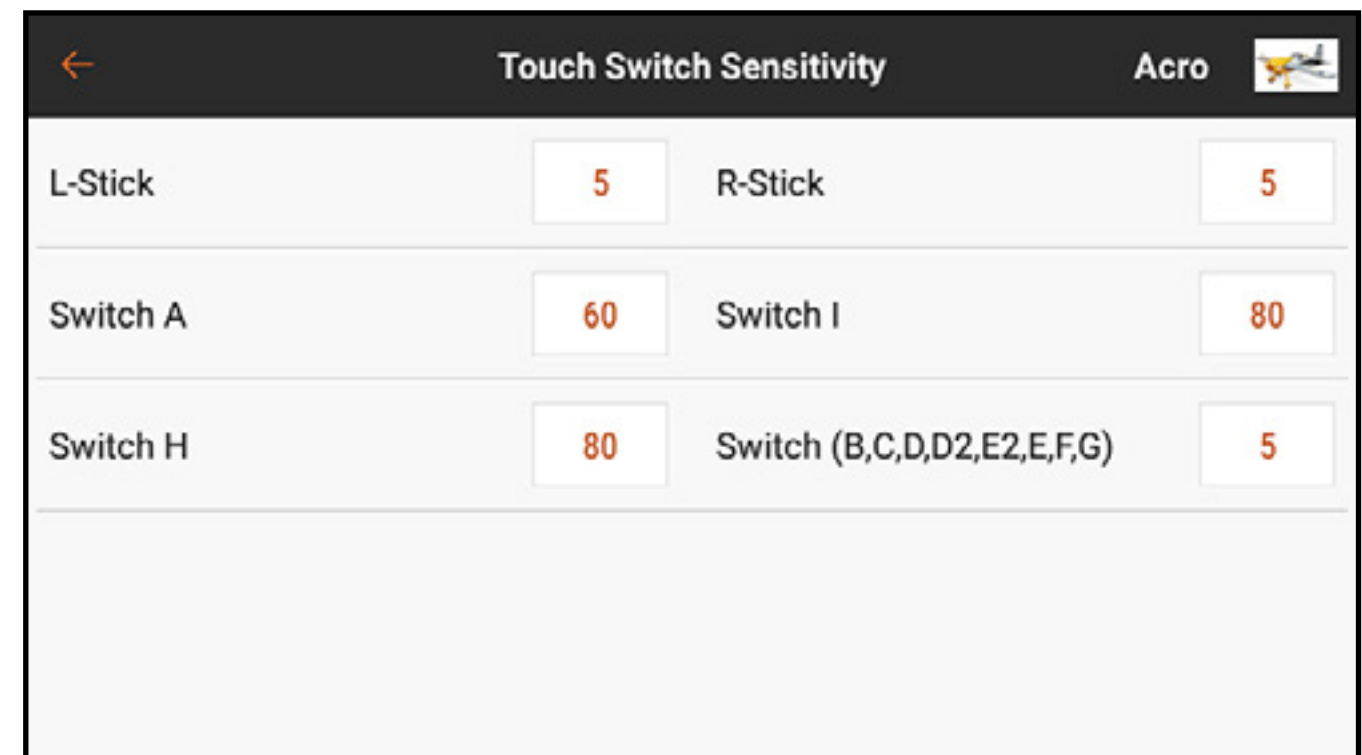 ← Touch Switch Sensitivity Acro
L-Stick 5 R-Stick 5
Switch A 60 Switch I 80
Switch H 80 Switch (B,C,D,D2,E2,E,F,G) 5